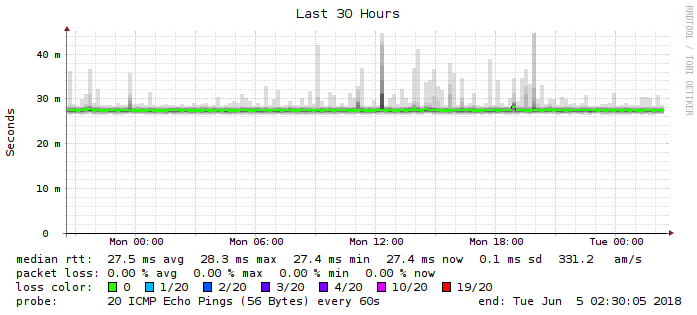 Last 30 Hours
RRDTOOL / TOBI OETIKER
Seconds
40 m
30 m
20 m
10 m
0
Mon 00:00 Mon 06:00 Mon 12:00 Mon 18:00 Tue 00:00
median rtt: 27.5 ms avg 28.3 ms max 27.4 ms min 27.4 ms now 0.1 ms sd 331.2 am/s
packet loss: 0.00 % avg 0.00 % max 0.00 % min 0.00 % now
loss color: 0 1/20 2/20 3/20 4/20 10/20 19/20
probe: 20 ICMP Echo Pings (56 Bytes) every 60s end: Tue Jun 5 02:30:05 2018